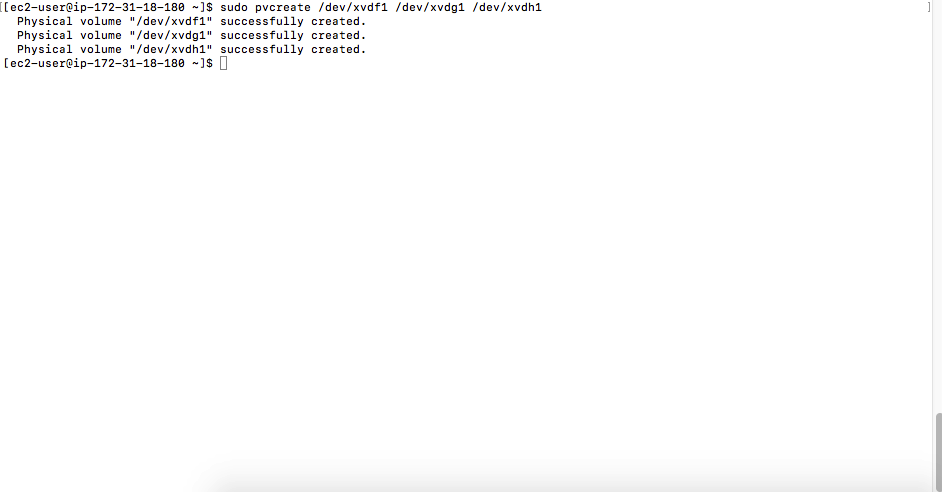 [[ec2-user@ip-172-31-18-180 ~]$ sudo pvcreate /dev/xvdf1 /dev/xvdg1 /dev/xvdh1 ]
  Physical volume "/dev/xvdf1" successfully created.
  Physical volume "/dev/xvdg1" successfully created.
  Physical volume "/dev/xvdh1" successfully created.
[ec2-user@ip-172-31-18-180 ~]$